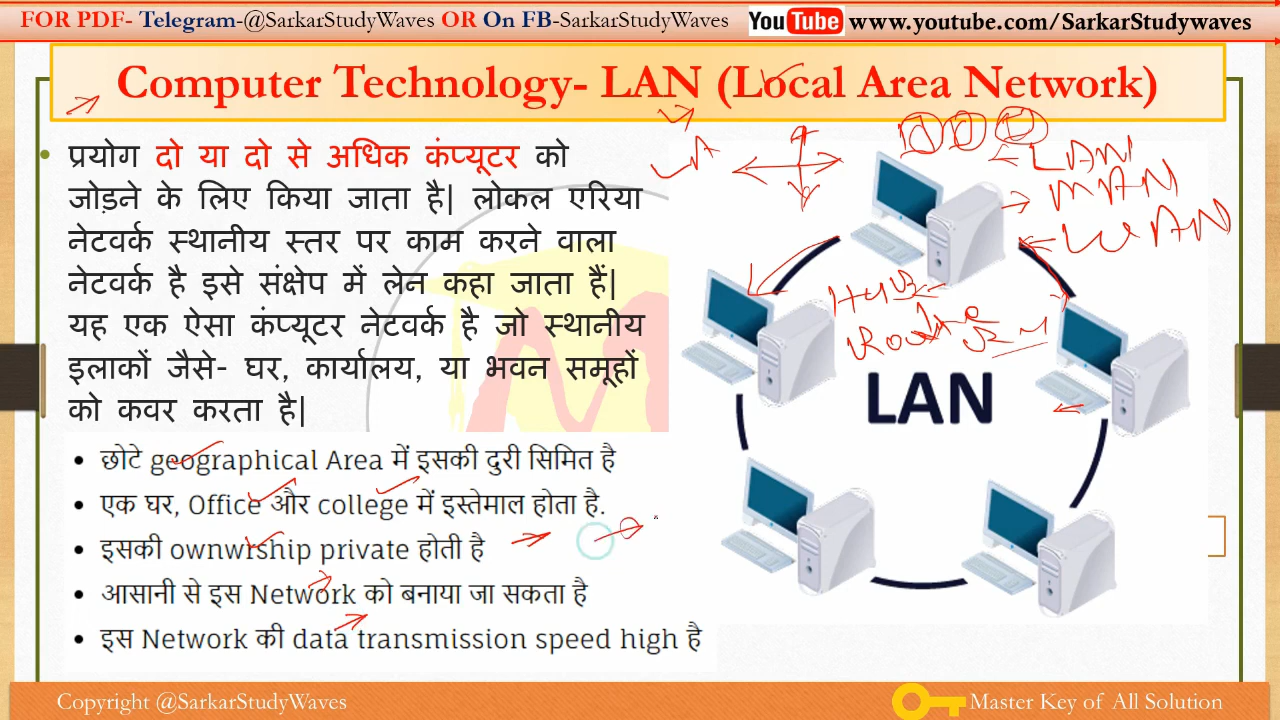 FOR PDF- Telegram-@SarkarStudyWaves OR On FB-SarkarStudyWaves YouTube www.youtube.com/SarkarStudywaves
Computer Technology- LAN (Local Area Network)
प्रयोग दो या दो से अधिक कंप्यूटर को
जोड़ने के लिए किया जाता है| लोकल एरिया
नेटवर्क स्थानीय स्तर पर काम करने वाला
नेटवर्क है इसे संक्षेप में लेन कहा जाता हैं|
यह एक ऐसा कंप्यूटर नेटवर्क है जो स्थानीय
इलाकों जैसे- घर, कार्यालय, या भवन समूहों
को कवर करता है|
छोटे geographical Area में इसकी दुरी सिमित है
एक घर, Office और college में इस्तेमाल होता है.
इसकी ownwrship private होती है
आसानी से इस Network को बनाया जा सकता है
इस Network की data transmission speed high है
LAN
MAN
WAN
HUB
Router
LAN
Copyright @SarkarStudyWaves
Master Key of All Solution